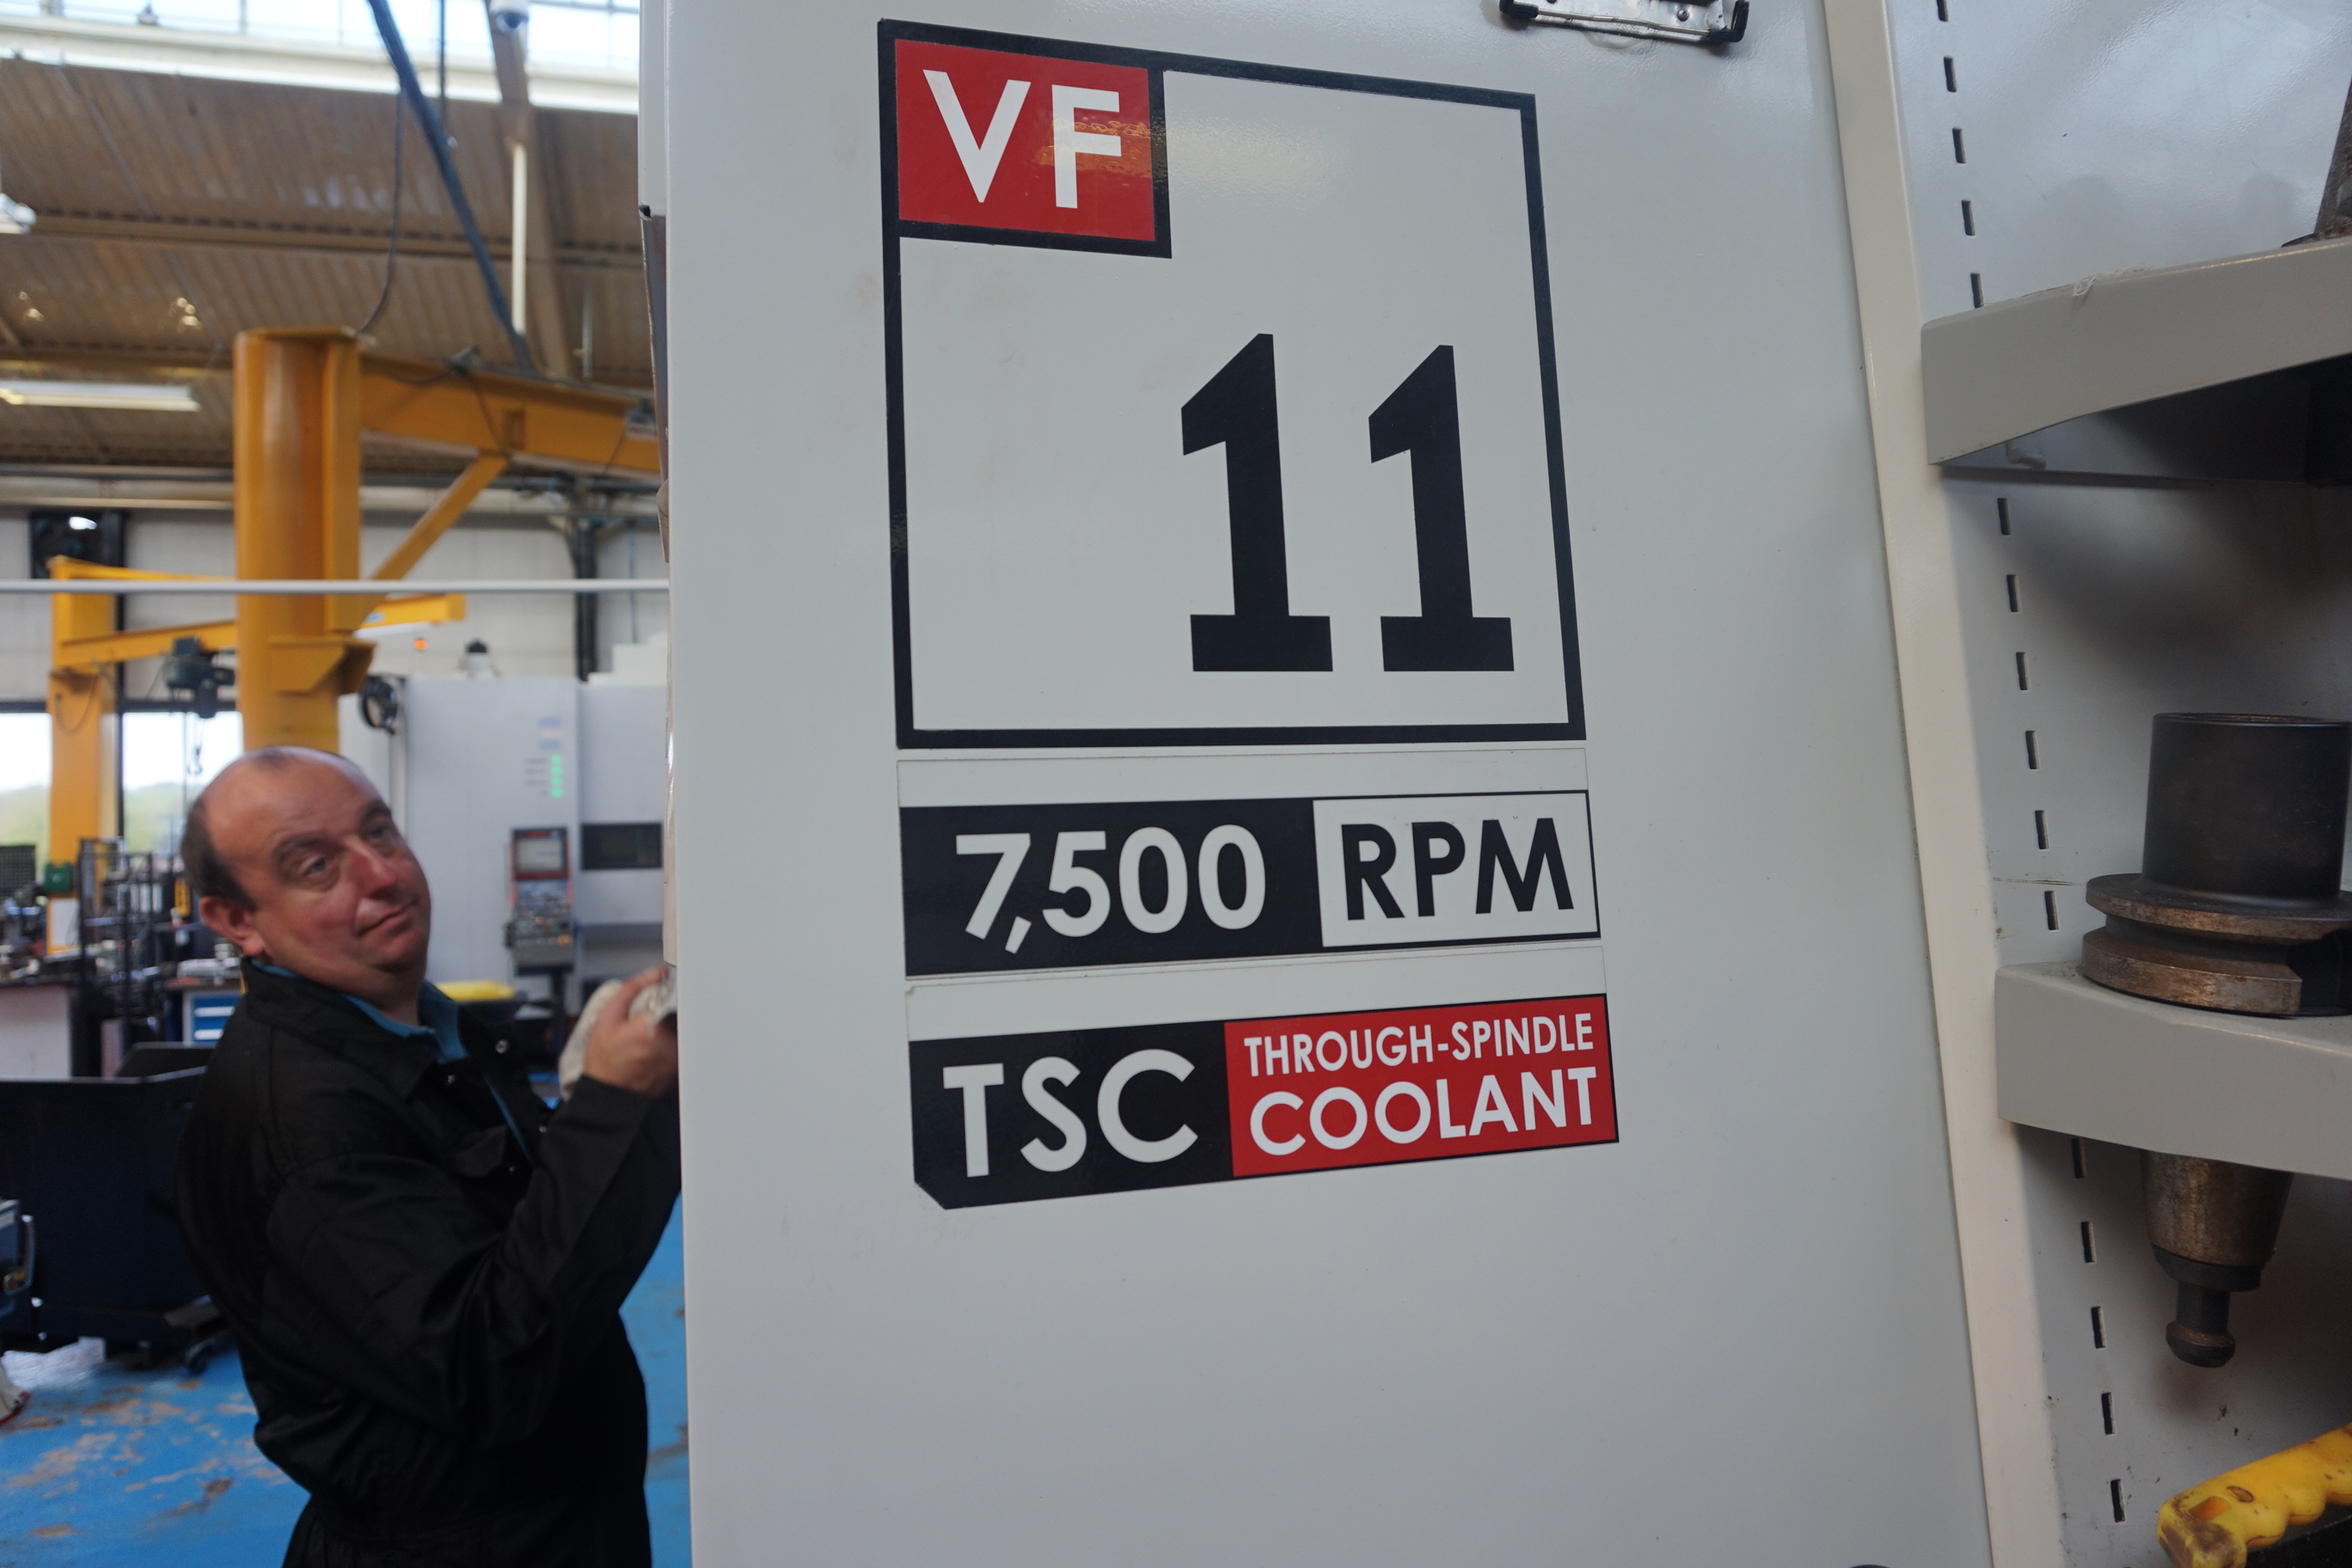 VF
11
7,500 RPM
TSC THROUGH-SPINDLE
COOLANT